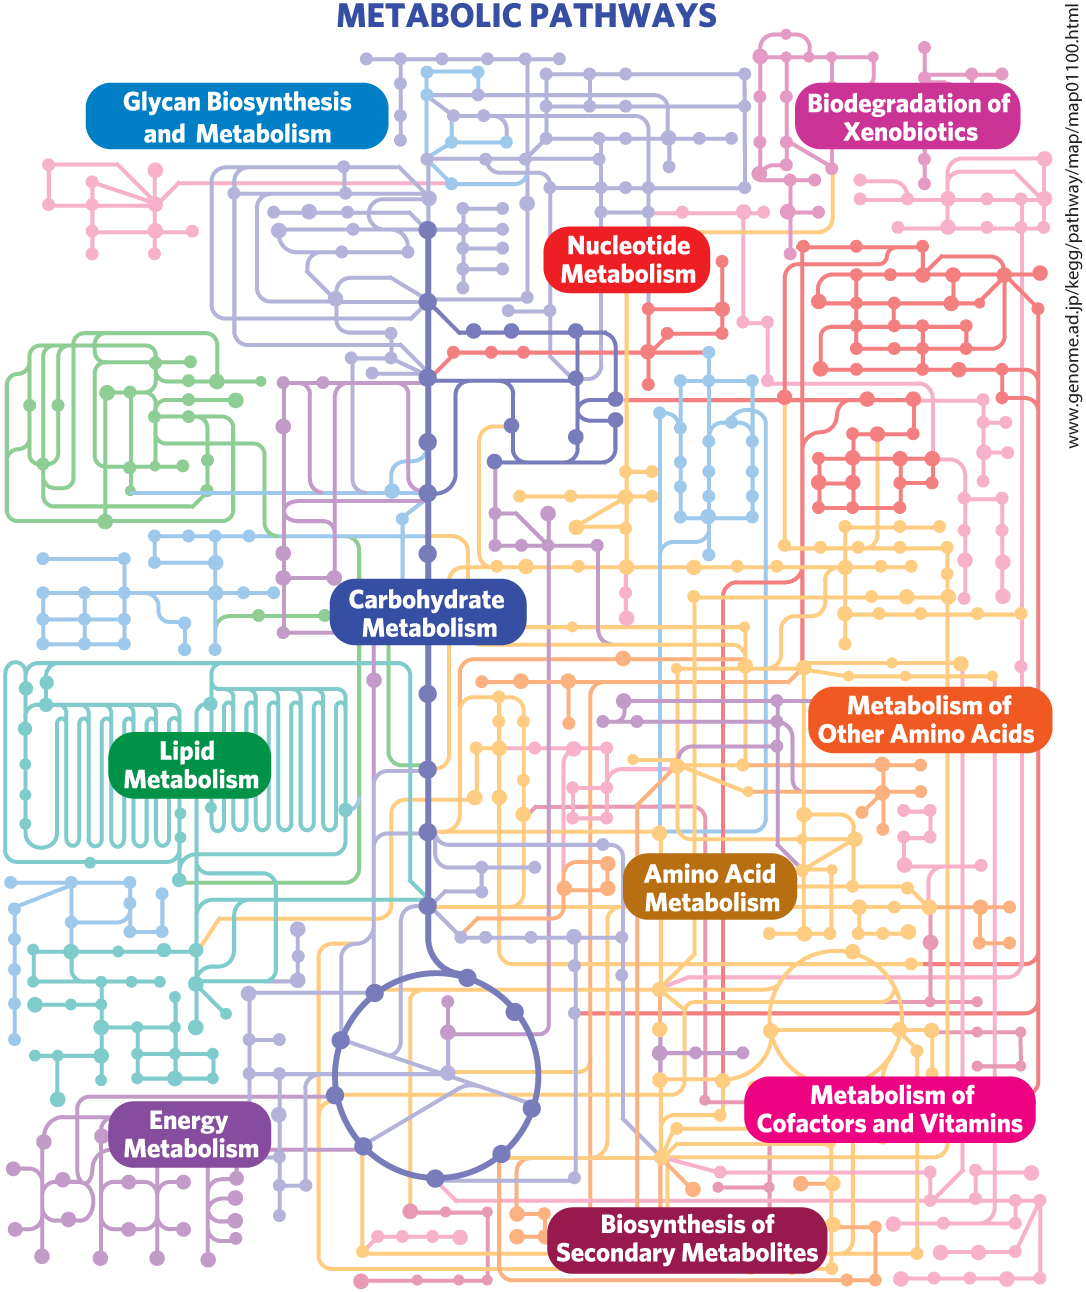 METABOLIC PATHWAYS
Glycan Biosynthesis
and Metabolism
Biodegradation of
Xenobiotics
www.genome.ad.jp/kegg/pathway/map/map01100.html
Nucleotide
Metabolism
Carbohydrate
Metabolism
Metabolism of
Other Amino Acids
Lipid
Metabolism
Amino Acid
Metabolism
Metabolism of
Cofactors and Vitamins
Energy
Metabolism
Biosynthesis of
Secondary Metabolites